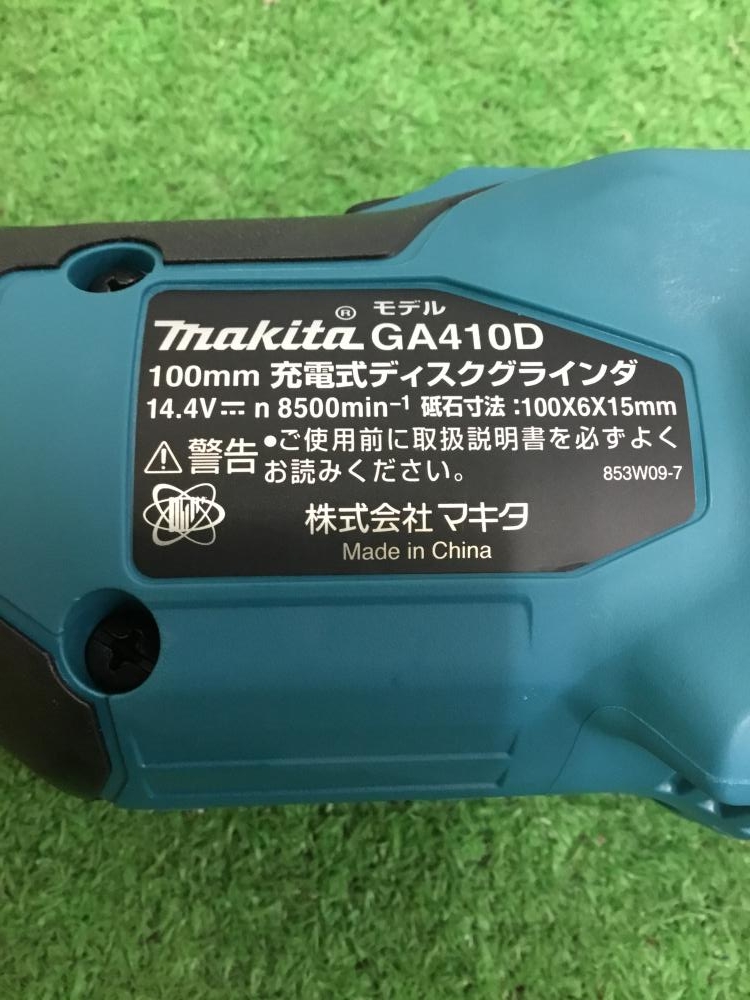 makita® モデル GA410D
100mm 充電式ディスクグラインダ
14.4V⎓ n 8500min⁻¹ 砥石寸法:100X6X15mm
⚠警告 •ご使用前に取扱説明書を必ずよく
お読みください。 853W09-7
株式会社マキタ
Made in China